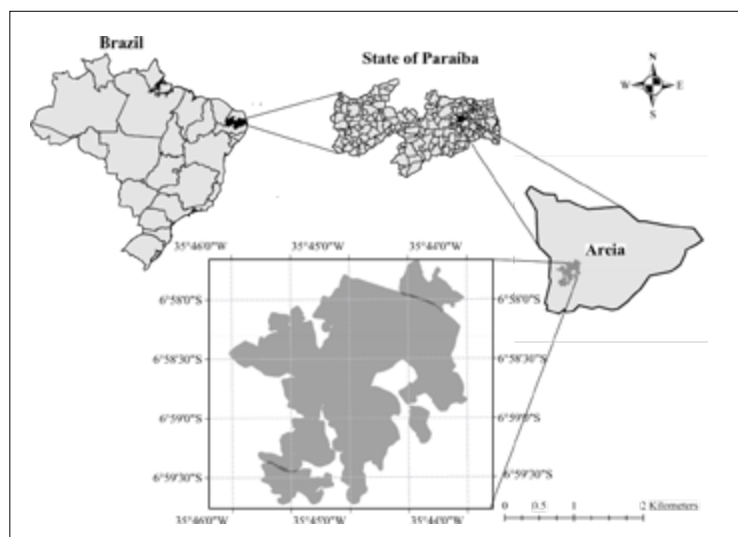 Brazil
State of Paraíba
N
W E
S
Areia
35°46'0"W 35°45'0"W 35°44'0"W
6°58'0"S 6°58'0"S
6°58'30"S 6°58'30"S
6°59'0"S 6°59'0"S
6°59'30"S 6°59'30"S
35°46'0"W 35°45'0"W 35°44'0"W
0 0.5 1 2 Kilometers